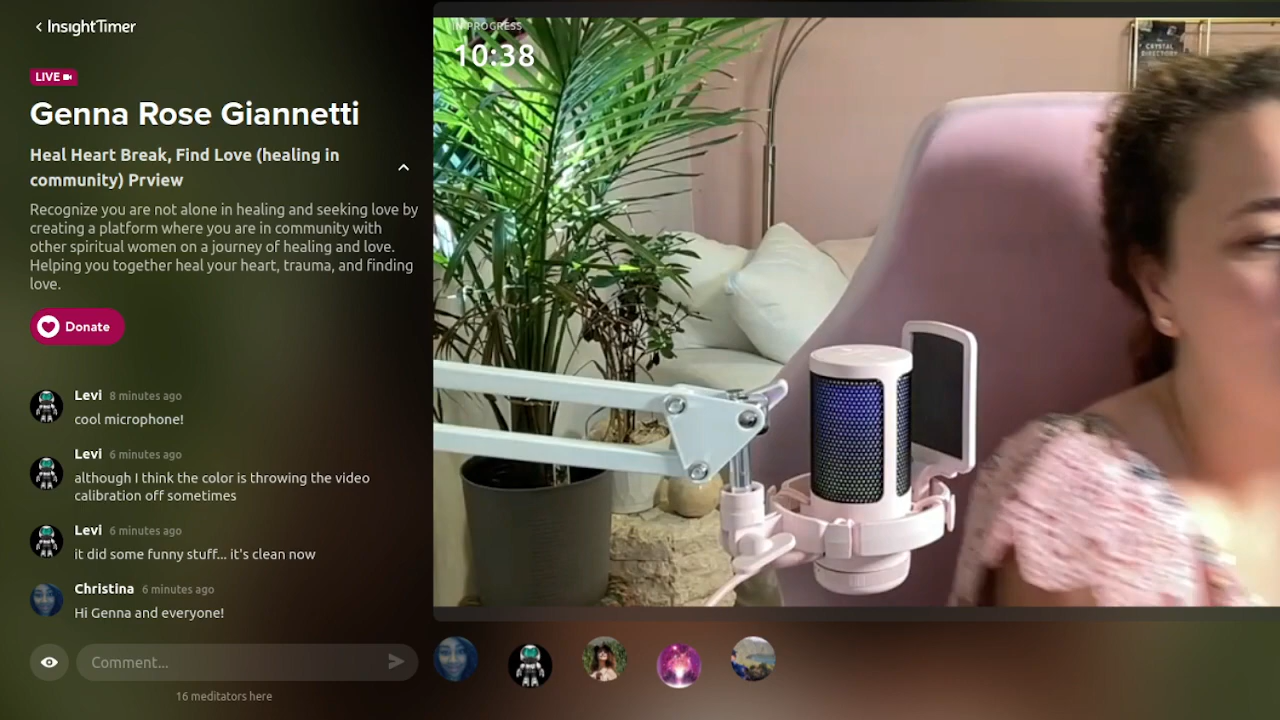 InsightTimer
LIVE
Genna Rose Giannetti
Heal Heart Break, Find Love (healing in
community) Prview
Recognize you are not alone in healing and seeking love by
creating a platform where you are in community with
other spiritual women on a journey of healing and love.
Helping you together heal your heart, trauma, and finding
love.
Donate
Levi 8 minutes ago
cool microphone!
Levi 6 minutes ago
although I think the color is throwing the video
calibration off sometimes
Levi 6 minutes ago
it did some funny stuff... it's clean now
Christina 6 minutes ago
Hi Genna and everyone!
Comment...
16 meditators here
IN PROGRESS
10:38
CRYSTAL
DIRECTORY